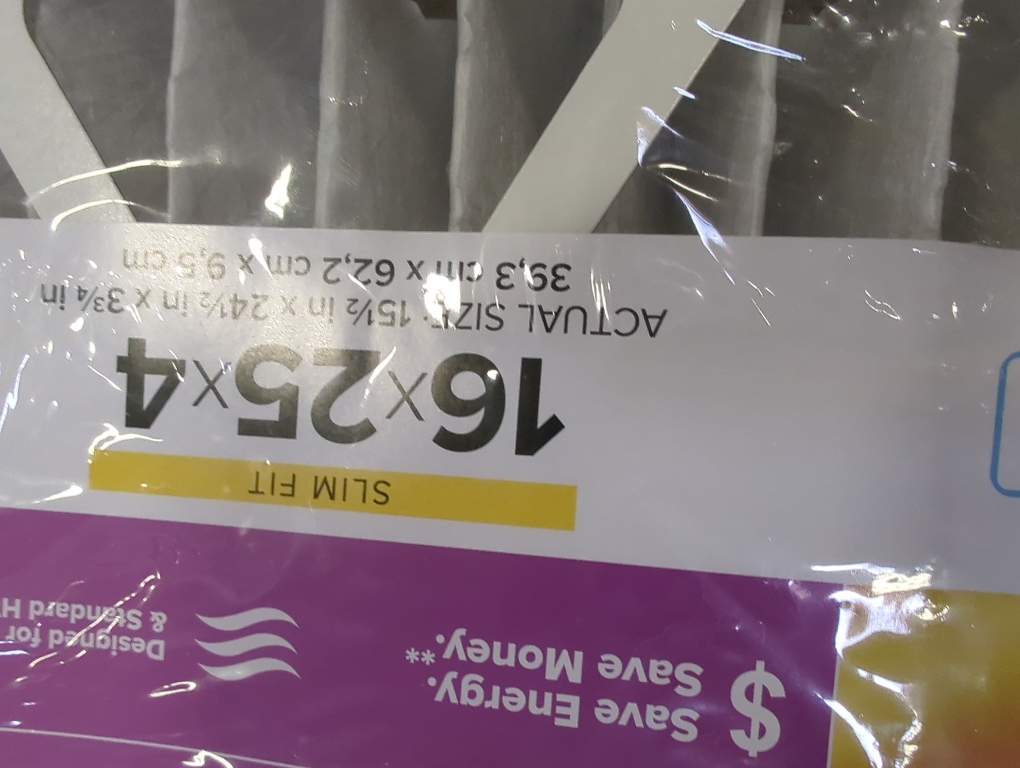 $ Save Energy.
Save Money.**
Designed for
& Standard
SLIM FIT
16x25x4
ACTUAL SIZE: 15½ in x 24½ in x 3¾ in
39,3 cm x 62,2 cm x 9,5 cm